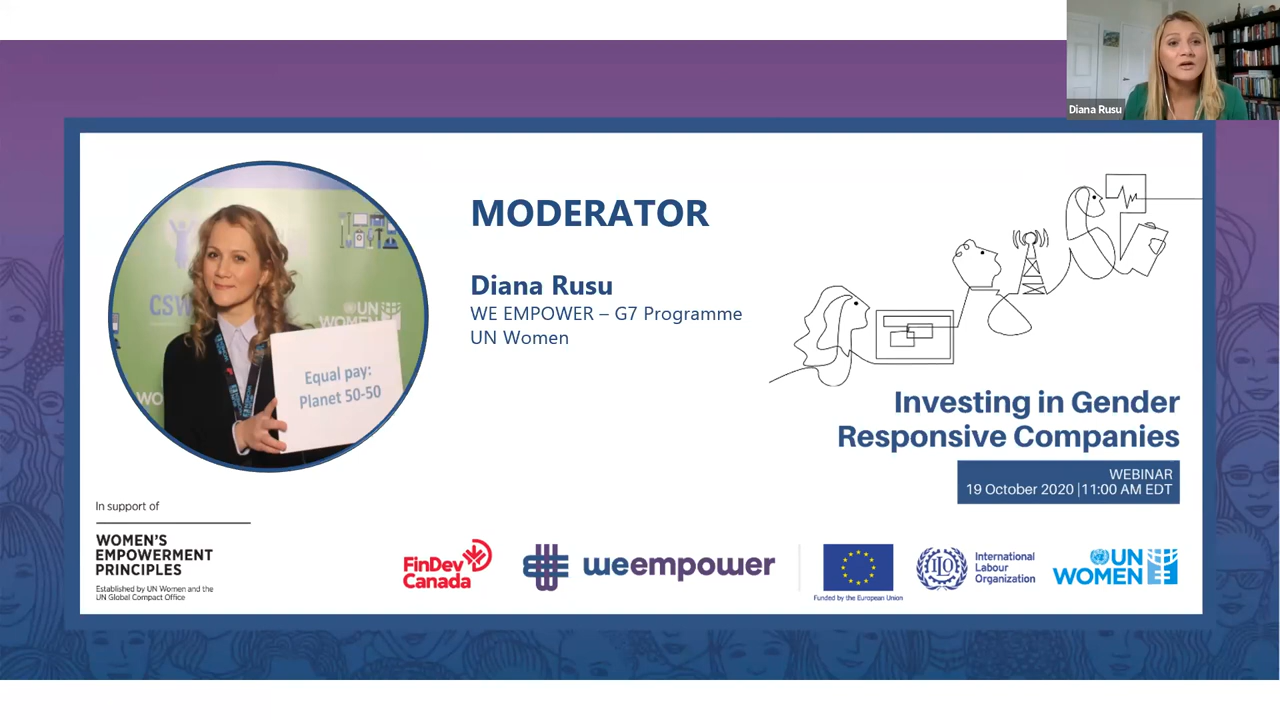 Diana Rusu
MODERATOR
Diana Rusu
WE EMPOWER – G7 Programme
UN Women
CSW
UN
WOMEN
WO
Equal pay:
Planet 50-50
Investing in Gender
Responsive Companies
WEBINAR
19 October 2020 |11:00 AM EDT
In support of
WOMEN'S
EMPOWERMENT
PRINCIPLES
Established by UN Women and the
UN Global Compact Office
FinDev
Canada
weempower
Funded by the European Union
ILO
International
Labour
Organization
UN
WOMEN